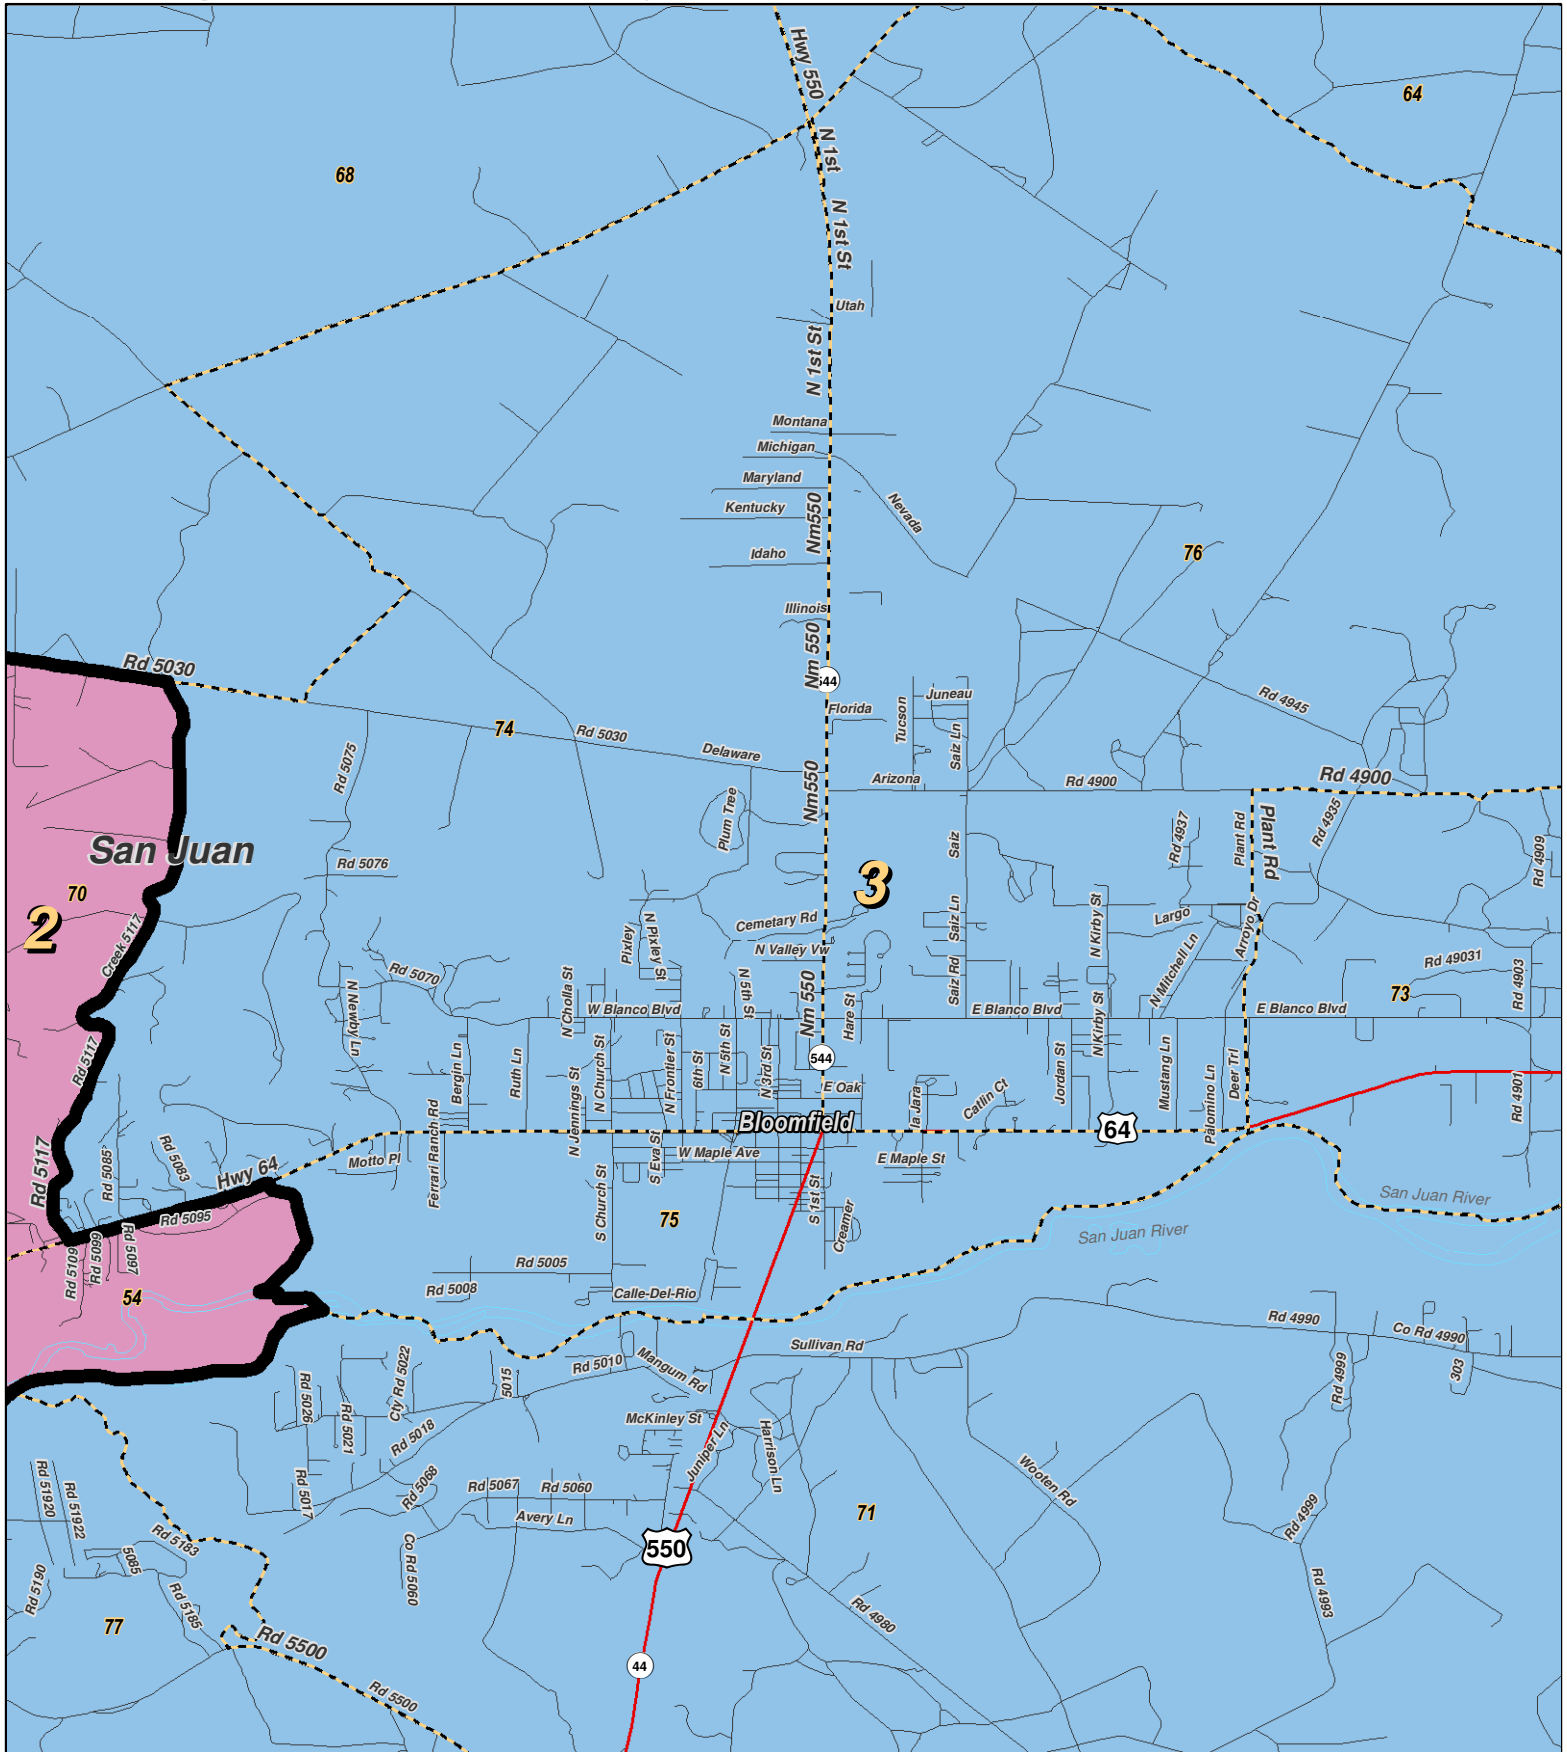 Hwy 550
64
N 1st
68
N 1st St
Utah
N 1st St
Montana
Michigan
Maryland
Kentucky
Nm550
Nevada
Idaho
76
Illinois
Nm 550
Rd 5030
544
Juneau
Rd 4945
Florida
Tucson
74
Rd 5030
Saiz Ln
Delaware
Rd 5075
Nm550
Arizona
Rd 4900
Rd 4900
Plum Tree
Plant Rd
Plant Rd
Rd 4935
Rd 4937
Saiz
San Juan
Rd 5076
Rd 4909
3
70
2
Creek 5117
Pixley
N Pixley St
Cemetary Rd
Saiz Ln
N Kirby St
Largo
Arroyo Dr
N Valley Vw
Rd 5070
Rd 49031
N Mitchell Ln
Saiz Rd
Rd 4903
73
N Newby Ln
N Cholla St
W Blanco Blvd
N 5th St
Nm 550
Hare St
E Blanco Blvd
E Blanco Blvd
N Kirby St
Rd 5117
Bergin Ln
Ruth Ln
N Jennings St
N Church St
N Frontier St
6th St
N 5th St
N 3rd St
544
E Oak
Jordan St
Mustang Ln
Palomino Ln
Deer Trl
Rd 4901
Ia Jara
Catlin Ct
Ferrari Ranch Rd
Bloomfield
64
Rd 5117
Rd 5085
Rd 5083
Hwy 64
Motto Pl
S Eva St
W Maple Ave
E Maple St
Rd 5095
S Church St
75
S 1st St
Creamer
San Juan River
San Juan River
Rd 5109
Rd 5099
Rd 5097
54
Rd 5005
Rd 5008
Calle-Del-Rio
Rd 4990
Co Rd 4990
Sullivan Rd
Rd 5010
Mangum Rd
Cty Rd 5022
5015
Rd 4999
303
Rd 5026
Rd 5021
Rd 5018
McKinley St
Juniper Ln
Harrison Ln
Rd 51920
Rd 51922
Rd 5017
Rd 5068
Rd 5067
Rd 5060
Wooten Rd
Avery Ln
71
Rd 4999
Rd 5183
550
5085
Rd 5190
Rd 5185
Co Rd 5060
Rd 4993
Rd 4980
77
Rd 5500
44
Rd 5500